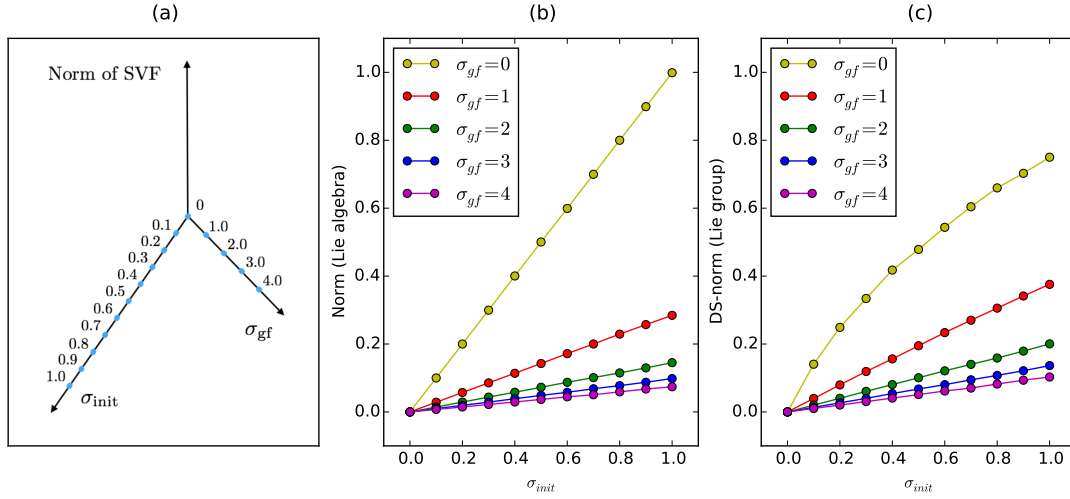 (a)
Norm of SVF
0
0.1
0.2
0.3
0.4
0.5
0.6
0.7
0.8
0.9
1.0
1.0
2.0
3.0
4.0
σgf
σinit
(b)
σgf=0
σgf=1
σgf=2
σgf=3
σgf=4
Norm (Lie algebra)
1.0
0.8
0.6
0.4
0.2
0.0
0.0 0.2 0.4 0.6 0.8 1.0
σinit
(c)
σgf=0
σgf=1
σgf=2
σgf=3
σgf=4
DS-norm (Lie group)
1.0
0.8
0.6
0.4
0.2
0.0
0.0 0.2 0.4 0.6 0.8 1.0
σinit